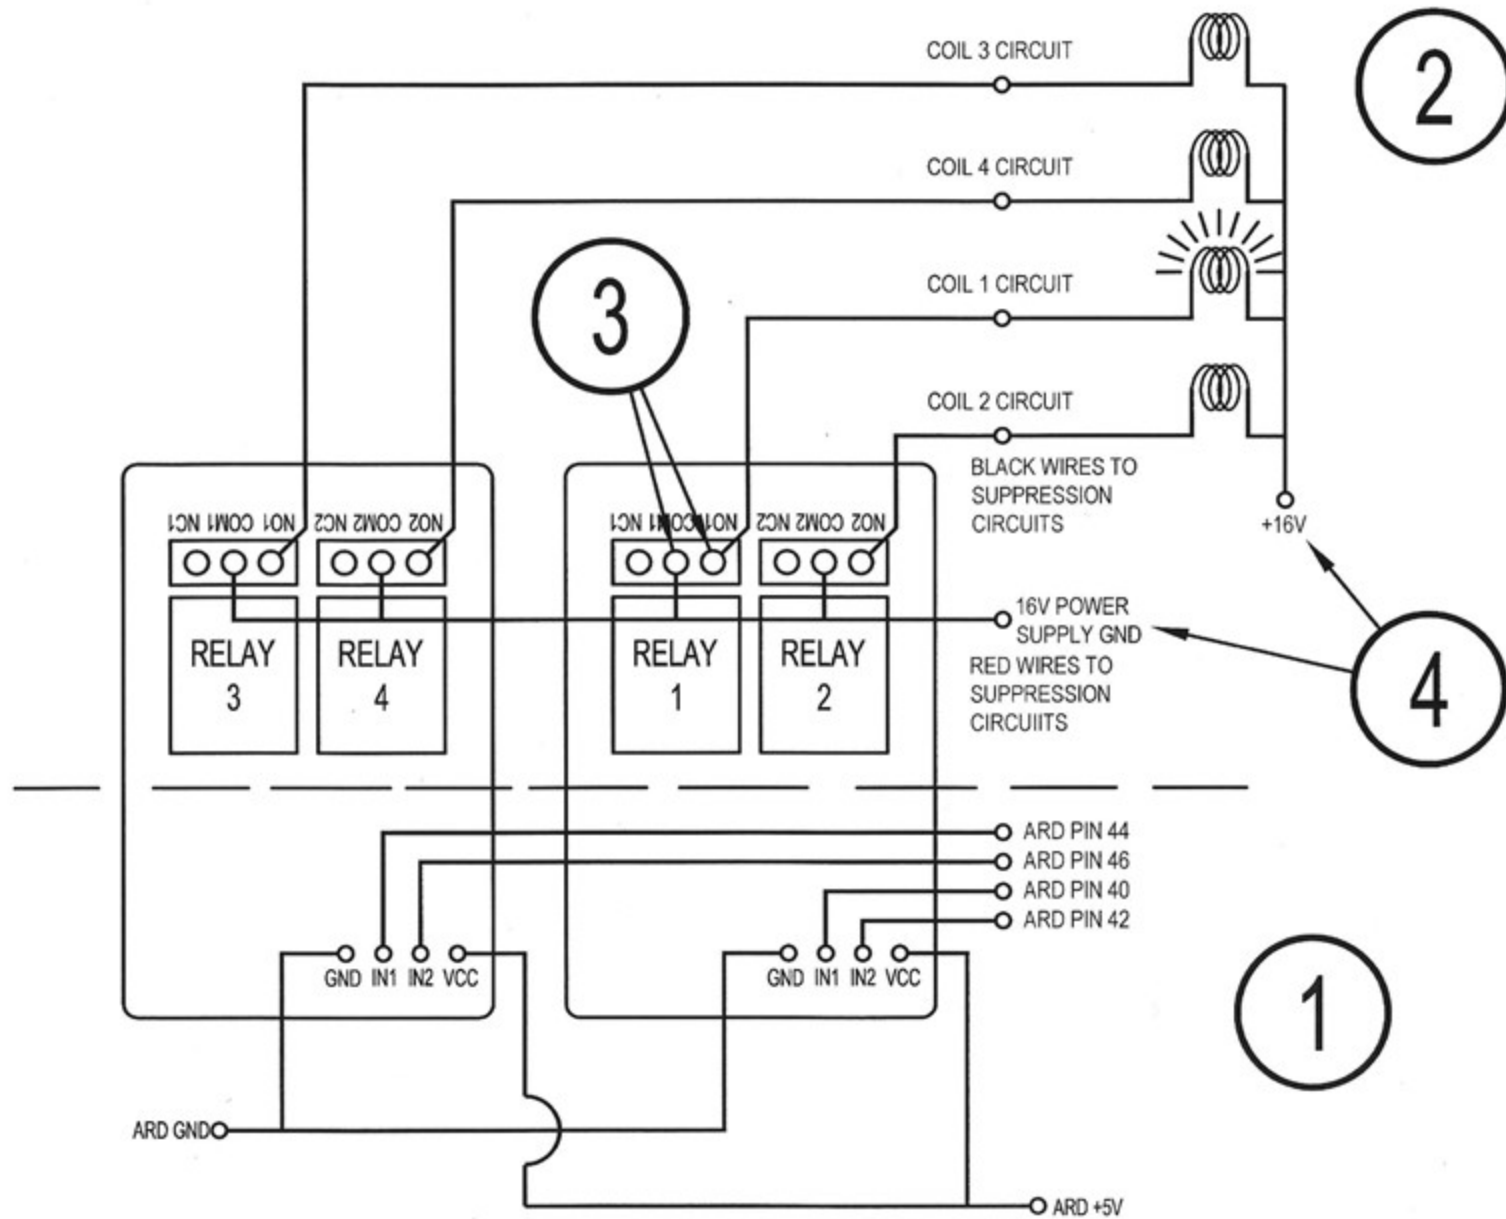 COIL 3 CIRCUIT
2
COIL 4 CIRCUIT
3
COIL 1 CIRCUIT
COIL 2 CIRCUIT
BLACK WIRES TO
SUPPRESSION
CIRCUITS
+16V
NC1 COM1 NO1 NC2 COM2 NO2
NC1 COM1 NO1 NC2 COM2 NO2
16V POWER
SUPPLY GND
RED WIRES TO
SUPPRESSION
CIRCUIITS
4
RELAY
3
RELAY
4
RELAY
1
RELAY
2
ARD PIN 44
ARD PIN 46
ARD PIN 40
ARD PIN 42
GND IN1 IN2 VCC
GND IN1 IN2 VCC
1
ARD GND
ARD +5V